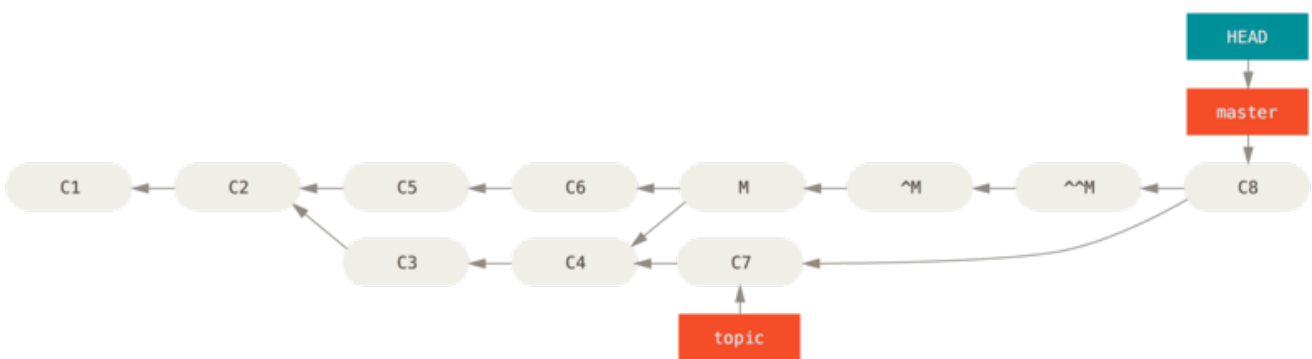 HEAD
master
C1 C2 C5 C6 M ^M ^^M C8
C3 C4 C7
topic